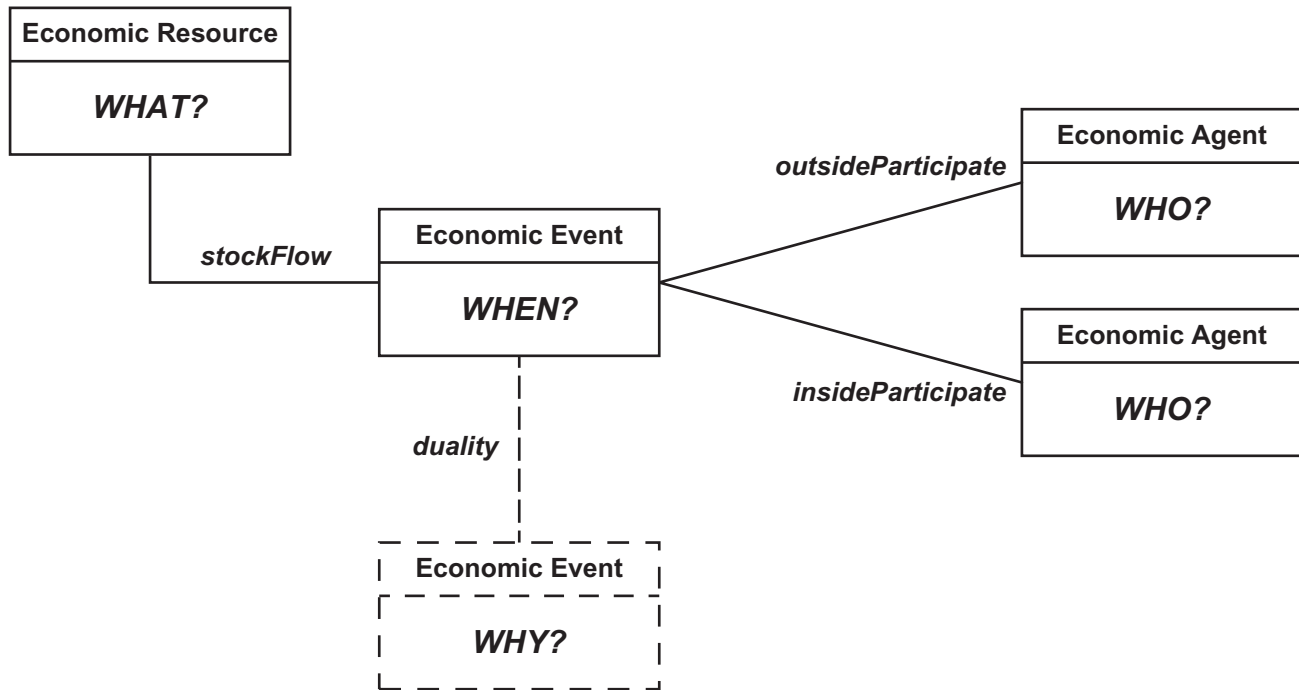 Economic Resource
WHAT?
Economic Agent
outsideParticipate
WHO?
Economic Event
stockFlow
WHEN?
Economic Agent
insideParticipate
WHO?
duality
Economic Event
WHY?